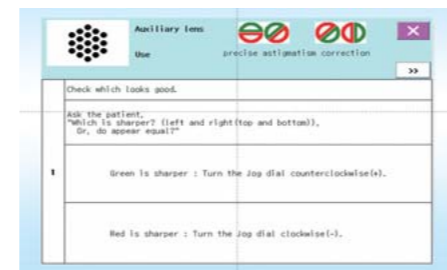 Auxiliary lens
Use
precise astigmatism correction
X
>>
Check which looks good.
Ask the patient,
"Which is sharper? (left and right(top and bottom)),
Or, do appear equal?"
1
Green is sharper : Turn the Jog dial counterclockwise(+).
Red is sharper : Turn the Jog dial clockwise(-).